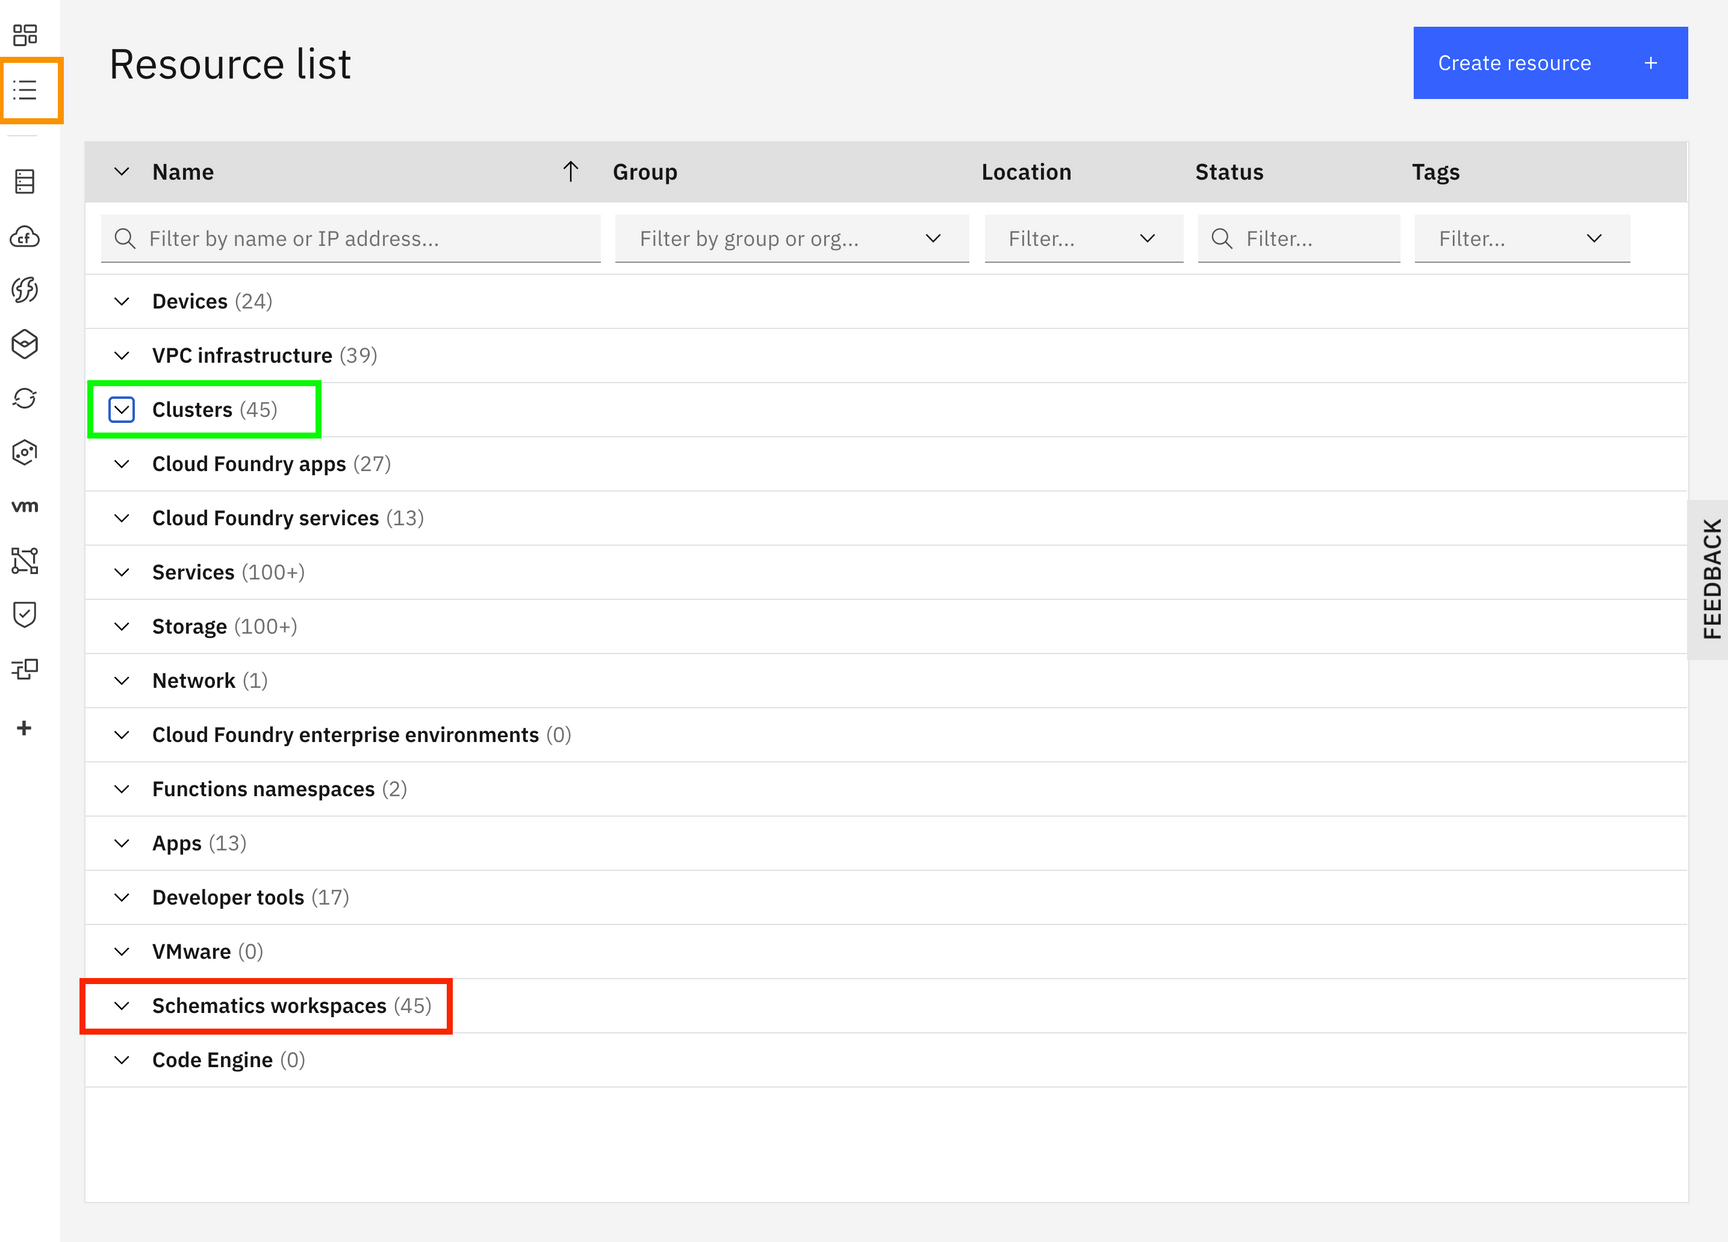 Resource list
Create resource +
Name Group Location Status Tags
Filter by name or IP address... Filter by group or org... Filter... Filter... Filter...
Devices (24)
VPC infrastructure (39)
Clusters (45)
Cloud Foundry apps (27)
Cloud Foundry services (13)
Services (100+)
Storage (100+)
Network (1)
Cloud Foundry enterprise environments (0)
Functions namespaces (2)
Apps (13)
Developer tools (17)
VMware (0)
Schematics workspaces (45)
Code Engine (0)
cf
vm
FEEDBACK